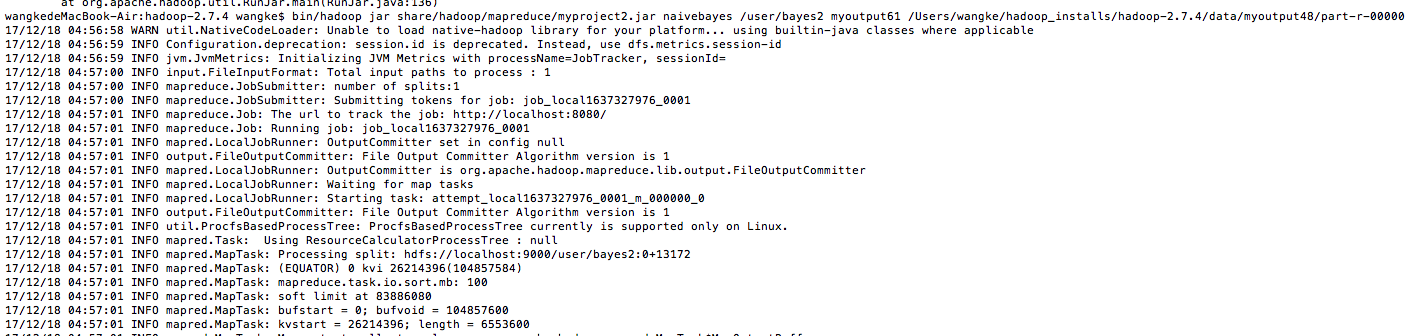 at org.apache.hadoop.util.RunJar.main(RunJar.java:136)
wangkedeMacBook-Air:hadoop-2.7.4 wangke$ bin/hadoop jar share/hadoop/mapreduce/myproject2.jar naivebayes /user/bayes2 myoutput61 /Users/wangke/hadoop_installs/hadoop-2.7.4/data/myoutput48/part-r-00000
17/12/18 04:56:58 WARN util.NativeCodeLoader: Unable to load native-hadoop library for your platform... using builtin-java classes where applicable
17/12/18 04:56:59 INFO Configuration.deprecation: session.id is deprecated. Instead, use dfs.metrics.session-id
17/12/18 04:56:59 INFO jvm.JvmMetrics: Initializing JVM Metrics with processName=JobTracker, sessionId=
17/12/18 04:57:00 INFO input.FileInputFormat: Total input paths to process : 1
17/12/18 04:57:00 INFO mapreduce.JobSubmitter: number of splits:1
17/12/18 04:57:00 INFO mapreduce.JobSubmitter: Submitting tokens for job: job_local1637327976_0001
17/12/18 04:57:01 INFO mapreduce.Job: The url to track the job: http://localhost:8080/
17/12/18 04:57:01 INFO mapreduce.Job: Running job: job_local1637327976_0001
17/12/18 04:57:01 INFO mapred.LocalJobRunner: OutputCommitter set in config null
17/12/18 04:57:01 INFO output.FileOutputCommitter: File Output Committer Algorithm version is 1
17/12/18 04:57:01 INFO mapred.LocalJobRunner: OutputCommitter is org.apache.hadoop.mapreduce.lib.output.FileOutputCommitter
17/12/18 04:57:01 INFO mapred.LocalJobRunner: Waiting for map tasks
17/12/18 04:57:01 INFO mapred.LocalJobRunner: Starting task: attempt_local1637327976_0001_m_000000_0
17/12/18 04:57:01 INFO output.FileOutputCommitter: File Output Committer Algorithm version is 1
17/12/18 04:57:01 INFO util.ProcfsBasedProcessTree: ProcfsBasedProcessTree currently is supported only on Linux.
17/12/18 04:57:01 INFO mapred.Task:  Using ResourceCalculatorProcessTree : null
17/12/18 04:57:01 INFO mapred.MapTask: Processing split: hdfs://localhost:9000/user/bayes2:0+13172
17/12/18 04:57:01 INFO mapred.MapTask: (EQUATOR) 0 kvi 26214396(104857584)
17/12/18 04:57:01 INFO mapred.MapTask: mapreduce.task.io.sort.mb: 100
17/12/18 04:57:01 INFO mapred.MapTask: soft limit at 83886080
17/12/18 04:57:01 INFO mapred.MapTask: bufstart = 0; bufvoid = 104857600
17/12/18 04:57:01 INFO mapred.MapTask: kvstart = 26214396; length = 6553600
17/12/18 04:57:01 INFO mapred.MapTask: